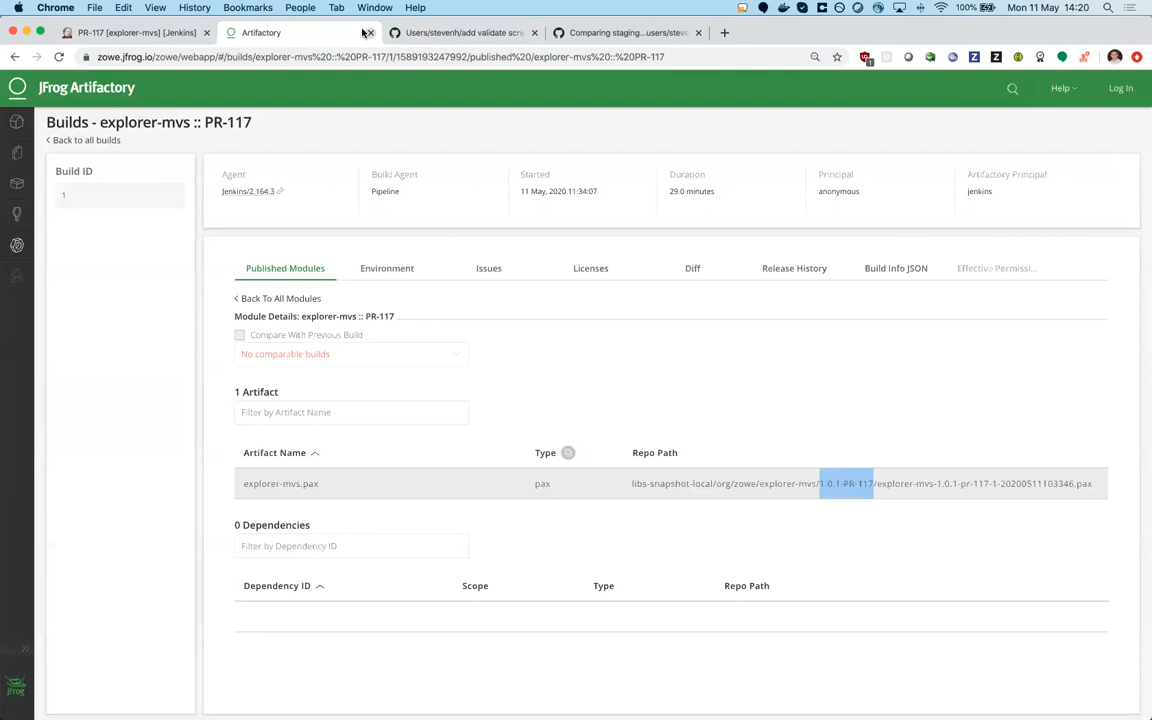 Chrome File Edit View History Bookmarks People Tab Window Help 100% Mon 11 May 14:20
PR-117 [explorer-mvs] [Jenkins] Artifactory Users/stevenh/add validate scri Comparing staging...users/steve
zowe.jfrog.io/zowe/webapp/#/builds/explorer-mvs%20::%20PR-117/1/1589193247992/published%20/explorer-mvs%20::%20PR-117
JFrog Artifactory Help Log In
Builds - explorer-mvs :: PR-117
Back to all builds
Build ID
1
Agent Build Agent Started Duration Principal Artifactory Principal
Jenkins/2.164.3 Pipeline 11 May, 2020 11:34:07 29.0 minutes anonymous jenkins
Published Modules Environment Issues Licenses Diff Release History Build Info JSON Effective Permissi...
Back To All Modules
Module Details: explorer-mvs :: PR-117
Compare With Previous Build
No comparable builds
1 Artifact
Filter by Artifact Name
Artifact Name Type Repo Path
explorer-mvs.pax pax libs-snapshot-local/org/zowe/explorer-mvs/1.0.1-PR-117/explorer-mvs-1.0.1-pr-117-1-20200511103346.pax
0 Dependencies
Filter by Dependency ID
Dependency ID Scope Type Repo Path
JFrog